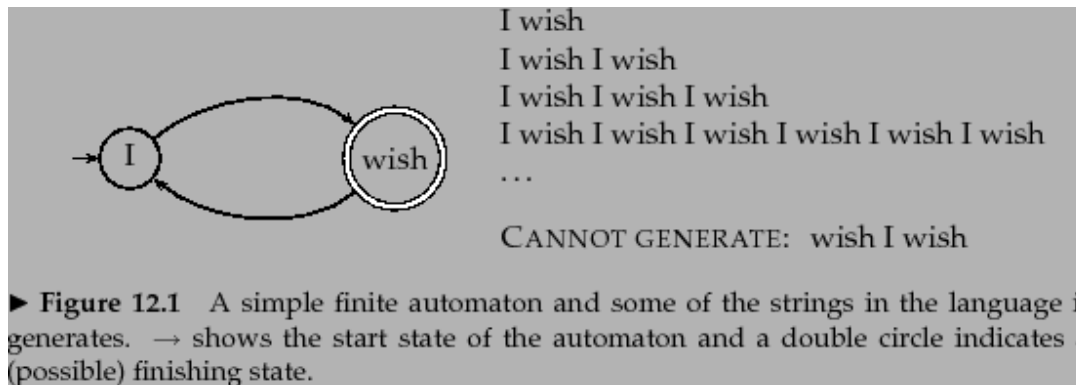 I wish
I wish I wish
I wish I wish I wish
I wish I wish I wish I wish I wish I wish
...
CANNOT GENERATE: wish I wish
I
wish
► Figure 12.1 A simple finite automaton and some of the strings in the language
generates. → shows the start state of the automaton and a double circle indicates
(possible) finishing state.